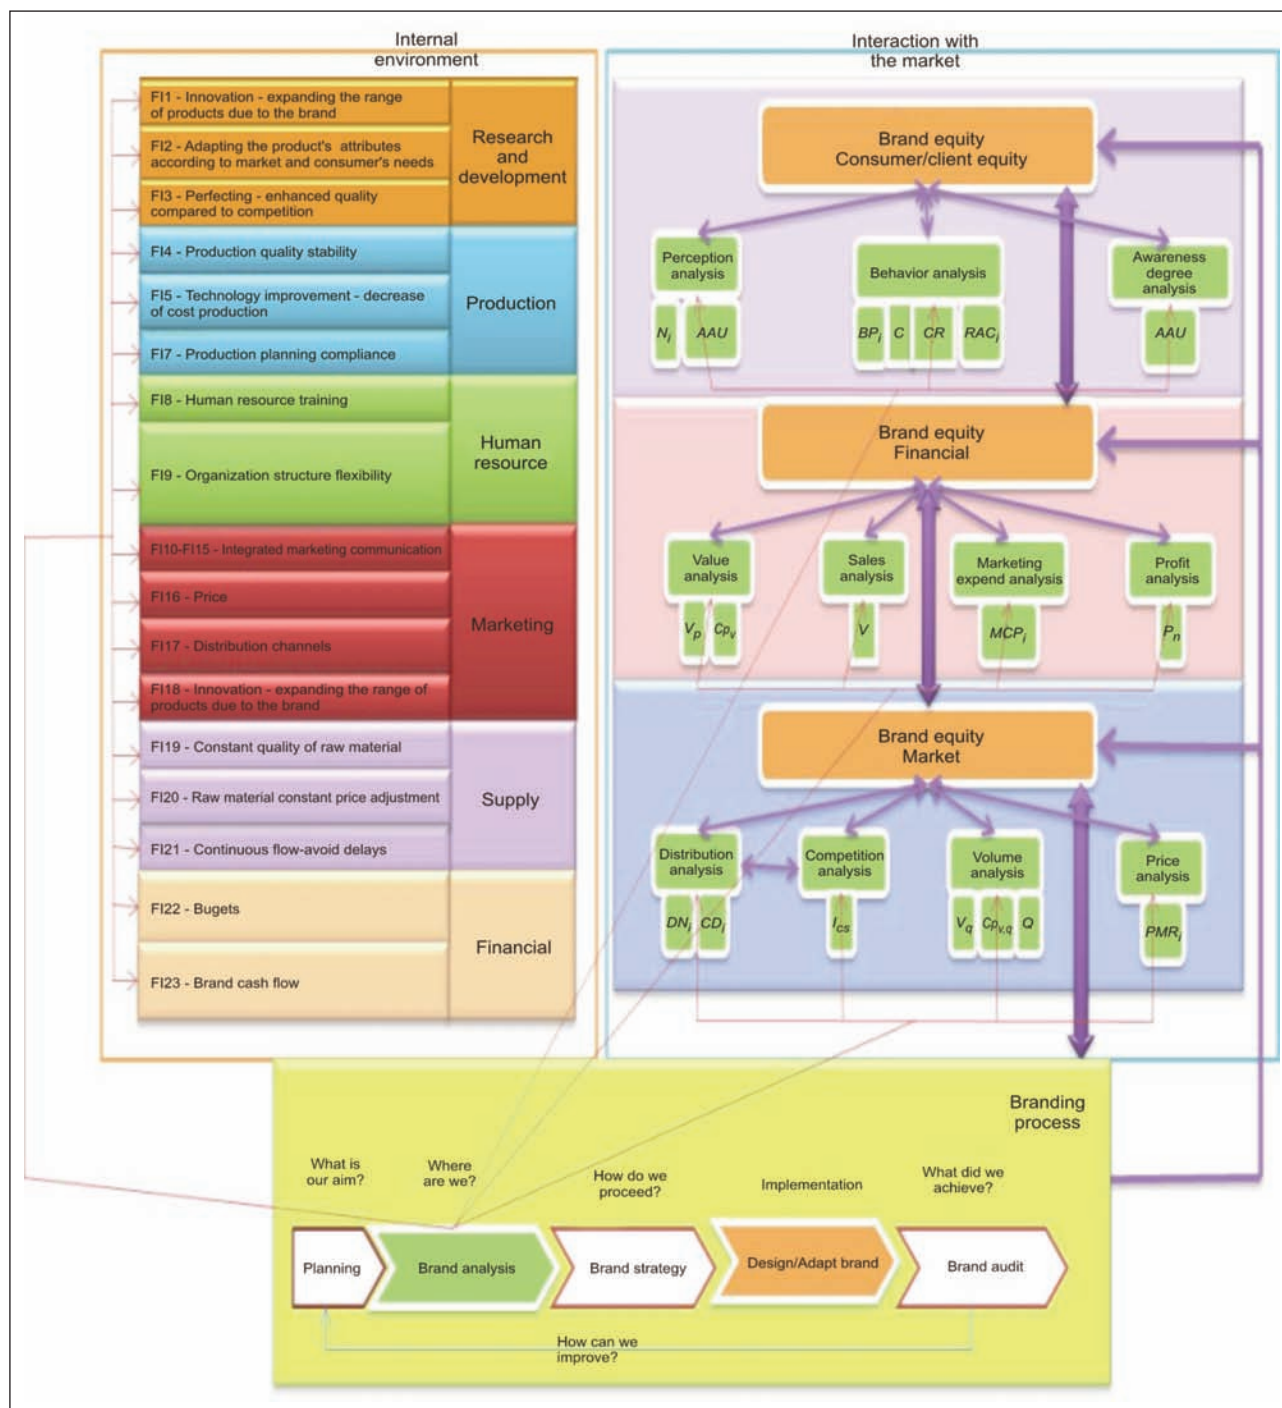 Internal
environment
FI1 - Innovation - expanding the range
of products due to the brand
FI2 - Adapting the product's attributes
according to market and consumer's needs
FI3 - Perfecting - enhanced quality
compared to competition
Research
and
development
FI4 - Production quality stability
FI5 - Technology improvement - decrease
of cost production
FI7 - Production planning compliance
Production
FI8 - Human resource training
FI9 - Organization structure flexibility
Human
resource
FI10-FI15 - Integrated marketing communication
FI16 - Price
FI17 - Distribution channels
FI18 - Innovation - expanding the range of
products due to the brand
Marketing
FI19 - Constant quality of raw material
FI20 - Raw material constant price adjustment
FI21 - Continuous flow-avoid delays
Supply
FI22 - Bugets
FI23 - Brand cash flow
Financial
Interaction with
the market
Brand equity
Consumer/client equity
Perception
analysis
Behavior analysis
Awareness
degree
analysis
Ni AAU
BPi C CR RACi
AAU
Brand equity
Financial
Value
analysis
Sales
analysis
Marketing
expend analysis
Profit
analysis
Vp Cpv
V
MCPi
Pn
Brand equity
Market
Distribution
analysis
Competition
analysis
Volume
analysis
Price
analysis
DNi CDi
Ics
Vq Cpv,q Q
PMRi
Branding
process
What is
our aim?
Where
are we?
How do we
proceed?
Implementation
What did we
achieve?
Planning
Brand analysis
Brand strategy
Design/Adapt brand
Brand audit
How can we
improve?